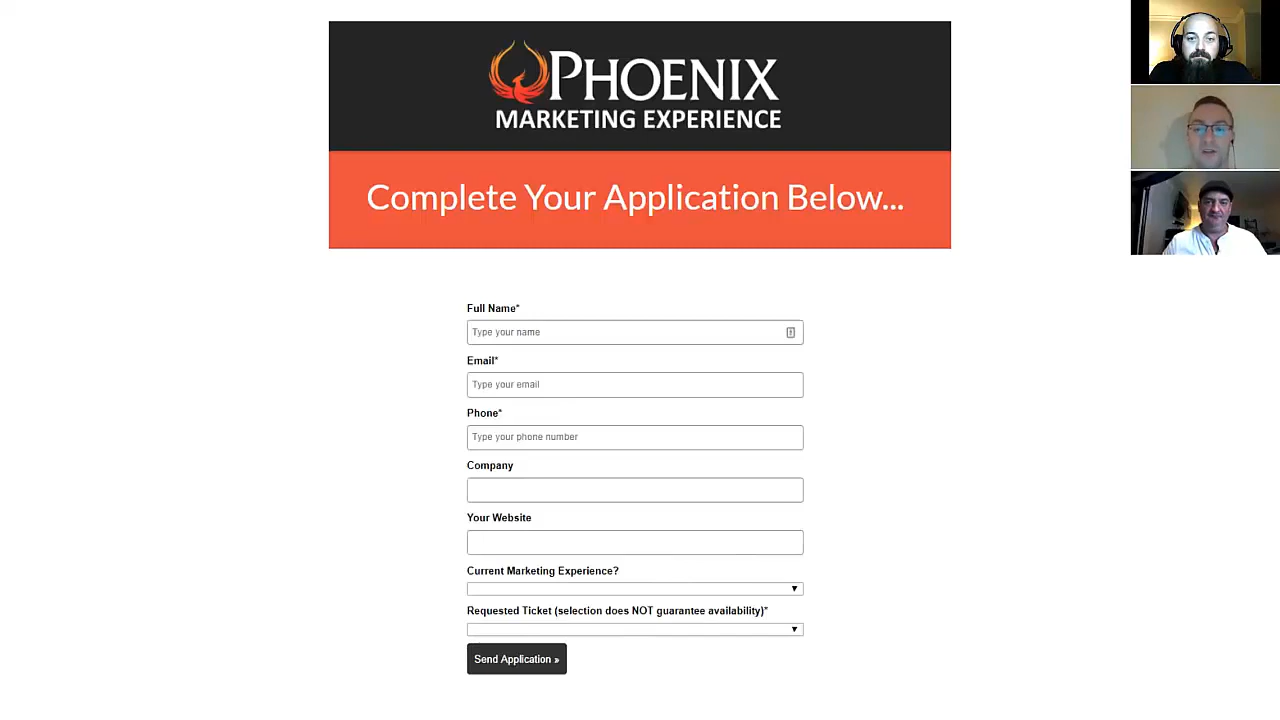 PHOENIX
MARKETING EXPERIENCE
Complete Your Application Below...
Full Name*
Type your name
Email*
Type your email
Phone*
Type your phone number
Company
Your Website
Current Marketing Experience?
Requested Ticket (selection does NOT guarantee availability)*
Send Application »